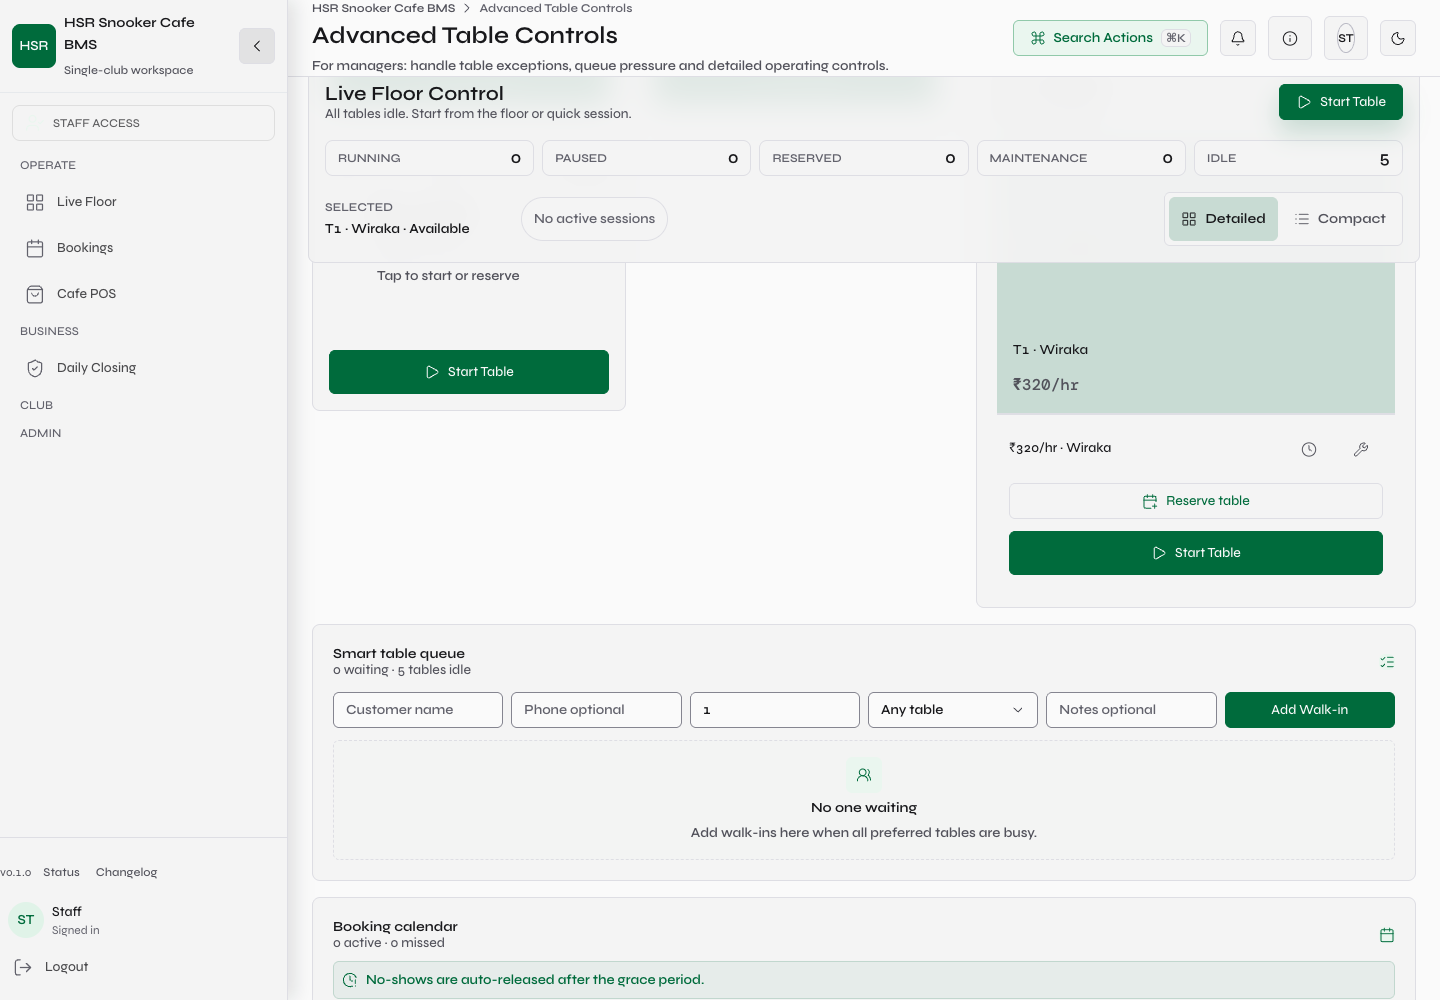 HSR
HSR Snooker Cafe
BMS
Single-club workspace
STAFF ACCESS
OPERATE
Live Floor
Bookings
Cafe POS
BUSINESS
Daily Closing
CLUB
ADMIN
v0.1.0 Status Changelog
ST
Staff
Signed in
Logout
HSR Snooker Cafe BMS > Advanced Table Controls
Advanced Table Controls
For managers: handle table exceptions, queue pressure and detailed operating controls.
Search Actions ⌘K
ST
Live Floor Control
All tables idle. Start from the floor or quick session.
Start Table
RUNNING 0
PAUSED 0
RESERVED 0
MAINTENANCE 0
IDLE 5
SELECTED
T1 · Wiraka · Available
No active sessions
Detailed
Compact
Tap to start or reserve
Start Table
T1 · Wiraka
₹320/hr
₹320/hr · Wiraka
Reserve table
Start Table
Smart table queue
0 waiting · 5 tables idle
Customer name
Phone optional
1
Any table
Notes optional
Add Walk-in
No one waiting
Add walk-ins here when all preferred tables are busy.
Booking calendar
0 active · 0 missed
No-shows are auto-released after the grace period.